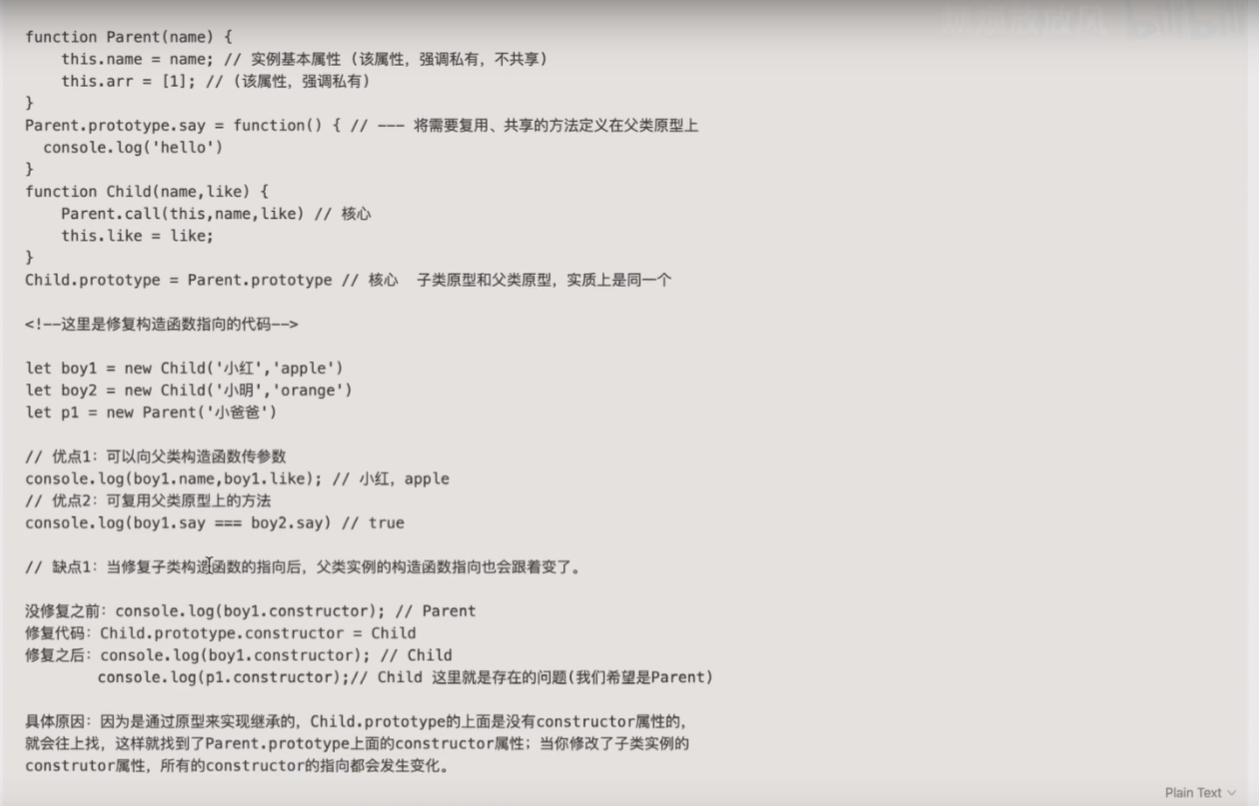 function Parent(name) {
    this.name = name; // 实例基本属性 (该属性，强调私有，不共享)
    this.arr = [1]; // (该属性，强调私有)
}
Parent.prototype.say = function() { // --- 将需要复用、共享的方法定义在父类原型上
  console.log('hello')
}
function Child(name,like) {
    Parent.call(this,name,like) // 核心
    this.like = like;
}
Child.prototype = Parent.prototype // 核心  子类原型和父类原型，实质上是同一个
<!--这里是修复构造函数指向的代码-->
let boy1 = new Child('小红','apple')
let boy2 = new Child('小明','orange')
let p1 = new Parent('小爸爸')
// 优点1：可以向父类构造函数传参数
console.log(boy1.name,boy1.like); // 小红，apple
// 优点2：可复用父类原型上的方法
console.log(boy1.say === boy2.say) // true
// 缺点1：当修复子类构造函数的指向后，父类实例的构造函数指向也会跟着变了。
没修复之前：console.log(boy1.constructor); // Parent
修复代码：Child.prototype.constructor = Child
修复之后：console.log(boy1.constructor); // Child
        console.log(p1.constructor);// Child 这里就是存在的问题(我们希望是Parent)
具体原因：因为是通过原型来实现继承的，Child.prototype的上面是没有constructor属性的，
就会往上找，这样就找到了Parent.prototype上面的constructor属性；当你修改了子类实例的
construtor属性，所有的constructor的指向都会发生变化。
Plain Text